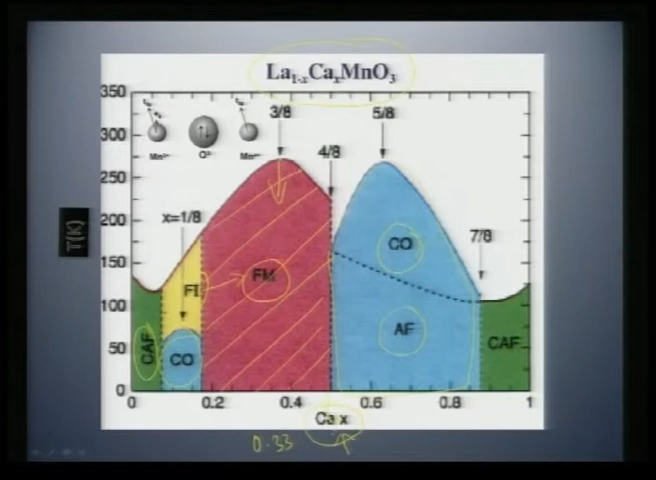 La1-xCaxMnO3
350
300
250
200
150
100
50
0
T(K)
3/8
5/8
4/8
x=1/8
7/8
FI
FM
CO
AF
CAF
CO
CAF
0 0.2 0.4 0.6 0.8 1
Ca x
0.33